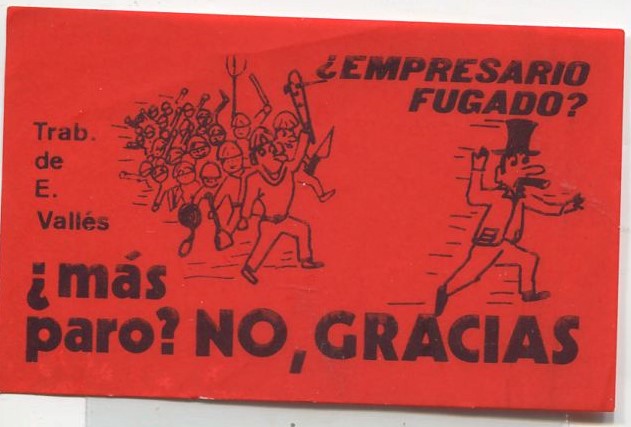 ¿EMPRESARIO
FUGADO?
Trab.
de
E.
Vallés
¿más
paro? NO, GRACIAS